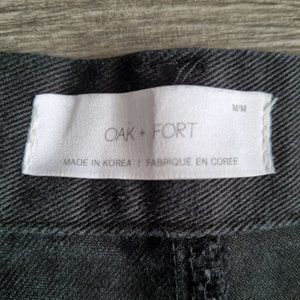 M/M
OAK + FORT
MADE IN KOREA | FABRIQUÉ EN CORÉE